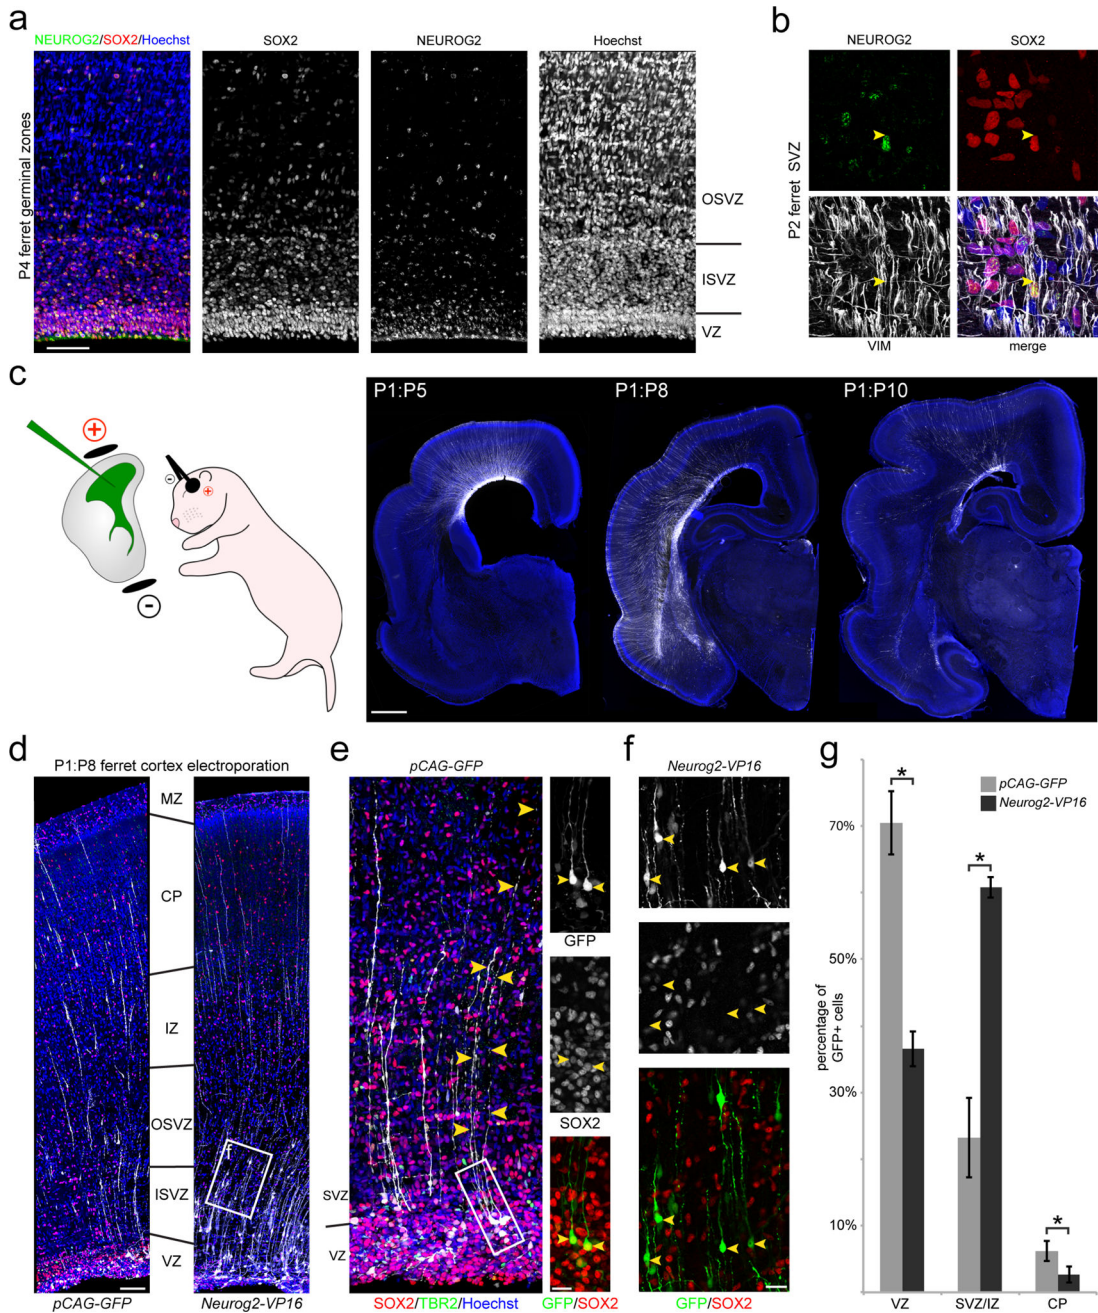 a
NEUROG2/SOX2/Hoechst
SOX2
NEUROG2
Hoechst
P4 ferret germinal zones
OSVZ
ISVZ
VZ
b
NEUROG2
SOX2
P2 ferret SVZ
VIM
merge
c
+
-
-
+
P1:P5
P1:P8
P1:P10
d
P1:P8 ferret cortex electroporation
MZ
CP
IZ
OSVZ
ISVZ
VZ
f
pCAG-GFP
Neurog2-VP16
e
pCAG-GFP
SVZ
VZ
SOX2/TBR2/Hoechst
GFP
SOX2
GFP/SOX2
f
Neurog2-VP16
GFP/SOX2
g
pCAG-GFP
Neurog2-VP16
percentage of
GFP+ cells
70%
50%
30%
10%
*
*
*
VZ
SVZ/IZ
CP